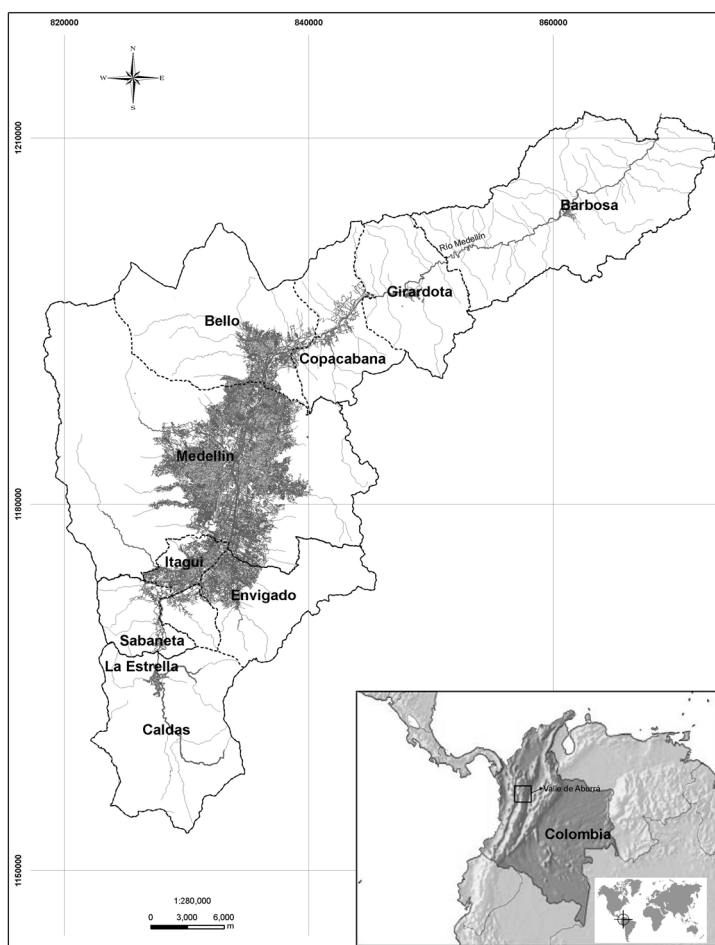 820000
840000
860000
N
W
E
S
1210000
Barbosa
Río Medellín
Girardota
Bello
Copacabana
Medellín
1180000
Itaguí
Envigado
Sabaneta
La Estrella
Caldas
Valle de Aburrá
Colombia
1150000
1:280,000
0 3,000 6,000
m